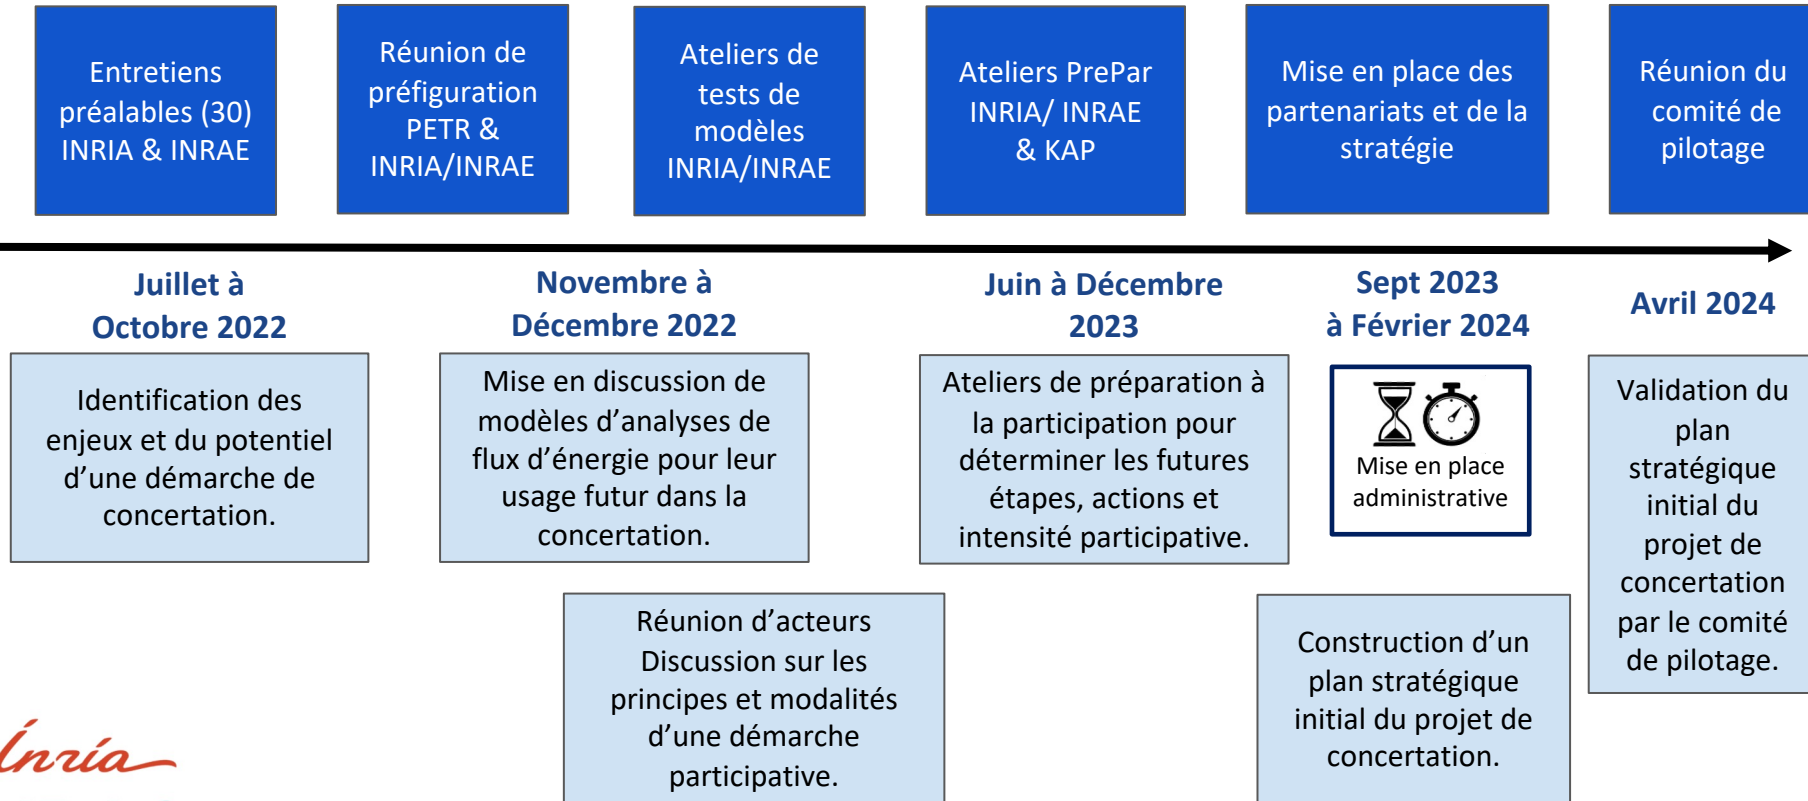 Entretiens
préalables (30)
INRIA & INRAE
Réunion de
préfiguration
PETR &
INRIA/INRAE
Ateliers de
tests de
modèles
INRIA/INRAE
Ateliers PrePar
INRIA/ INRAE
& KAP
Mise en place des
partenariats et de la
stratégie
Réunion du
comité de
pilotage
Juillet à
Octobre 2022
Novembre à
Décembre 2022
Juin à Décembre
2023
Sept 2023
à Février 2024
Avril 2024
Identification des
enjeux et du potentiel
d’une démarche de
concertation.
Mise en discussion de
modèles d’analyses de
flux d’énergie pour leur
usage futur dans la
concertation.
Ateliers de préparation à
la participation pour
déterminer les futures
étapes, actions et
intensité participative.
Mise en place
administrative
Validation du
plan
stratégique
initial du
projet de
concertation
par le comité
de pilotage.
Réunion d’acteurs
Discussion sur les
principes et modalités
d’une démarche
participative.
Construction d’un
plan stratégique
initial du projet de
concertation.
Inría